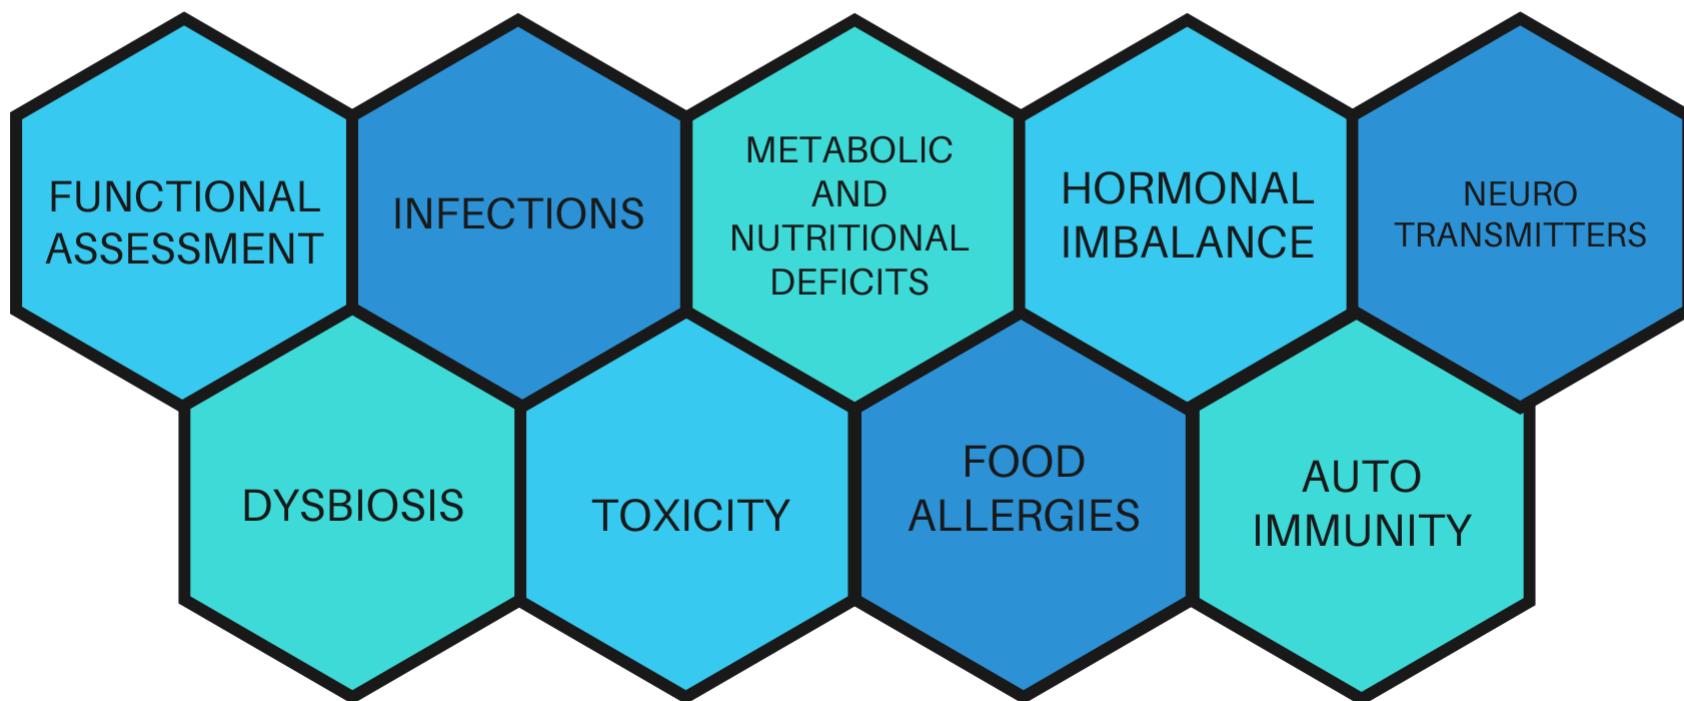 FUNCTIONAL
ASSESSMENT
INFECTIONS
METABOLIC
AND
NUTRITIONAL
DEFICITS
HORMONAL
IMBALANCE
NEURO
TRANSMITTERS
DYSBIOSIS
TOXICITY
FOOD
ALLERGIES
AUTO
IMMUNITY